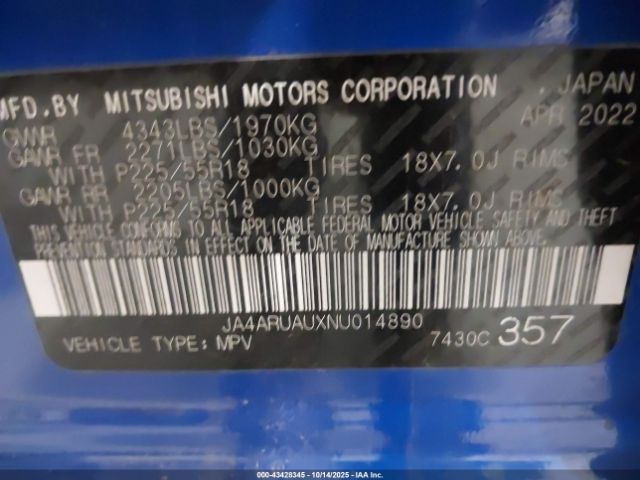 MFD. BY MITSUBISHI MOTORS CORPORATION . JAPAN
GVWR 4343LBS/1970KG APR 2022
GAWR FR 2271LBS/1030KG
WITH P225/55R18 TIRES 18X7.0J RIMS
GAWR RR 2205LBS/1000KG
WITH P225/55R18 TIRES 18X7.0J RIMS
THIS VEHICLE CONFORMS TO ALL APPLICABLE FEDERAL MOTOR VEHICLE SAFETY AND THEFT
PREVENTION STANDARDS IN EFFECT ON THE DATE OF MANUFACTURE SHOWN ABOVE.
JA4ARUAUXNU014890
VEHICLE TYPE: MPV 7430C 357
000-43428345 - 10/14/2025 - IAAI.COM